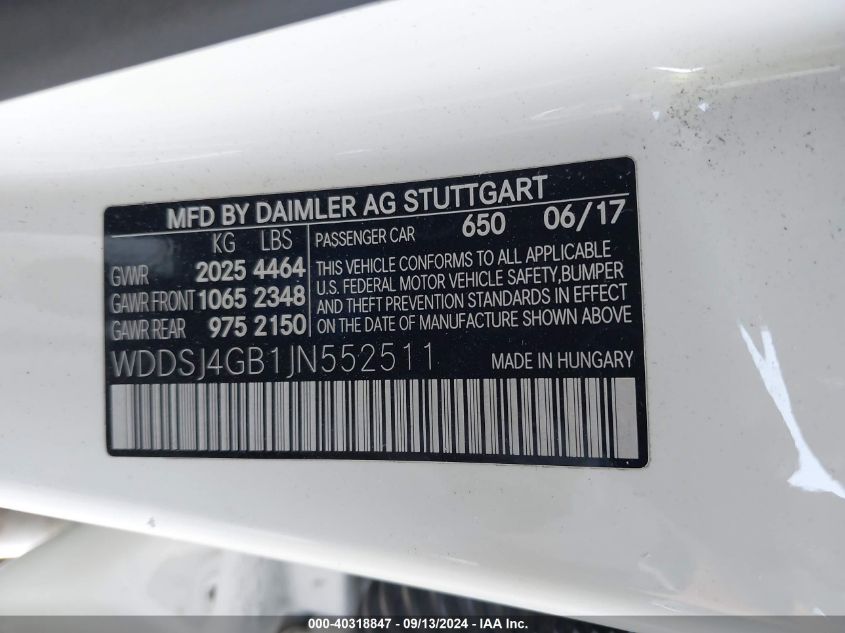 MFD BY DAIMLER AG STUTTGART
KG LBS
PASSENGER CAR 650 06/17
GVWR 2025 4464
GAWR FRONT 1065 2348
GAWR REAR 975 2150
THIS VEHICLE CONFORMS TO ALL APPLICABLE
U.S. FEDERAL MOTOR VEHICLE SAFETY,BUMPER
AND THEFT PREVENTION STANDARDS IN EFFECT
ON THE DATE OF MANUFACTURE SHOWN ABOVE
WDDSJ4GB1JN552511 MADE IN HUNGARY
000-40318847 - 09/13/2024 - IAA Inc.